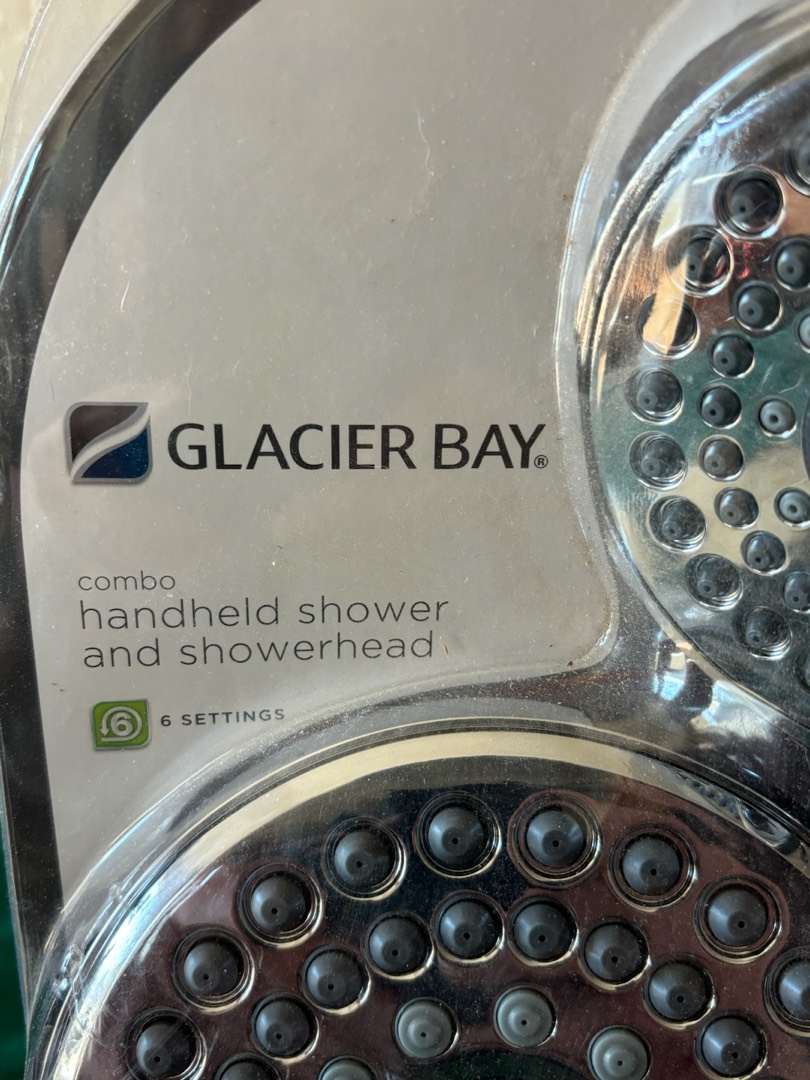 GLACIER BAY®
combo
handheld shower
and showerhead
6 6 SETTINGS